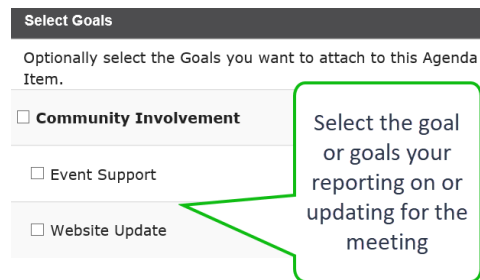 Select Goals
Optionally select the Goals you want to attach to this Agenda
Item.
Community Involvement
Event Support
Website Update
Select the goal
or goals your
reporting on or
updating for the
meeting